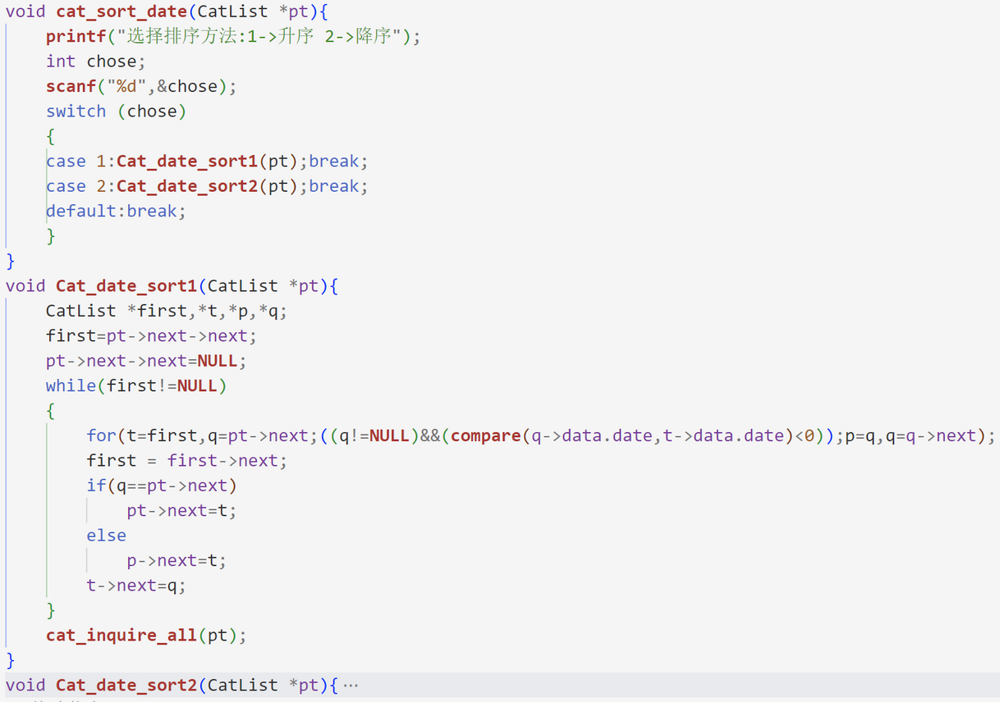 void cat_sort_date(CatList *pt){
    printf("选择排序方法:1->升序 2->降序");
    int chose;
    scanf("%d",&chose);
    switch (chose)
    {
    case 1:Cat_date_sort1(pt);break;
    case 2:Cat_date_sort2(pt);break;
    default:break;
    }
}
void Cat_date_sort1(CatList *pt){
    CatList *first,*t,*p,*q;
    first=pt->next->next;
    pt->next->next=NULL;
    while(first!=NULL)
    {
        for(t=first,q=pt->next;((q!=NULL)&&(compare(q->data.date,t->data.date)<0));p=q,q=q->next);
        first = first->next;
        if(q==pt->next)
            pt->next=t;
        else
            p->next=t;
        t->next=q;
    }
    cat_inquire_all(pt);
}
void Cat_date_sort2(CatList *pt){ ···